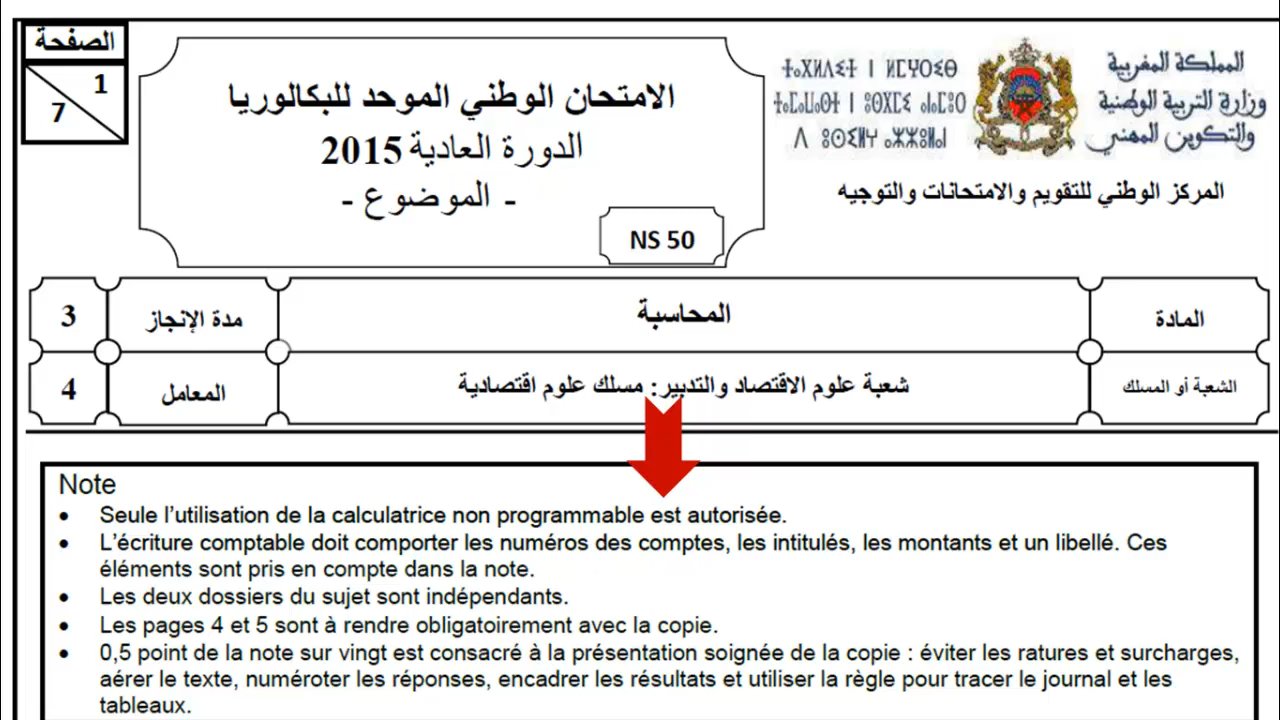 الصفحة
1
7
الامتحان الوطني الموحد للبكالوريا
الدورة العادية 2015
- الموضوع -
NS 50
ⵜⴰⴳⵍⴷⵉⵜ ⵏ ⵍⵎⵖⵔⵉⴱ
المملكة المغربية
وزارة التربية الوطنية
والتكوين المهني
المركز الوطني للتقويم والامتحانات والتوجيه
المادة
المحاسبة
مدة الإنجاز
3
الشعبة أو المسلك
شعبة علوم الاقتصاد والتدبير: مسلك علوم اقتصادية
المعامل
4
Note
• Seule l’utilisation de la calculatrice non programmable est autorisée.
• L’écriture comptable doit comporter les numéros des comptes, les intitulés, les montants et un libellé. Ces
éléments sont pris en compte dans la note.
• Les deux dossiers du sujet sont indépendants.
• Les pages 4 et 5 sont à rendre obligatoirement avec la copie.
• 0,5 point de la note sur vingt est consacré à la présentation soignée de la copie : éviter les ratures et surcharges,
aérer le texte, numéroter les réponses, encadrer les résultats et utiliser la règle pour tracer le journal et les
tableaux.